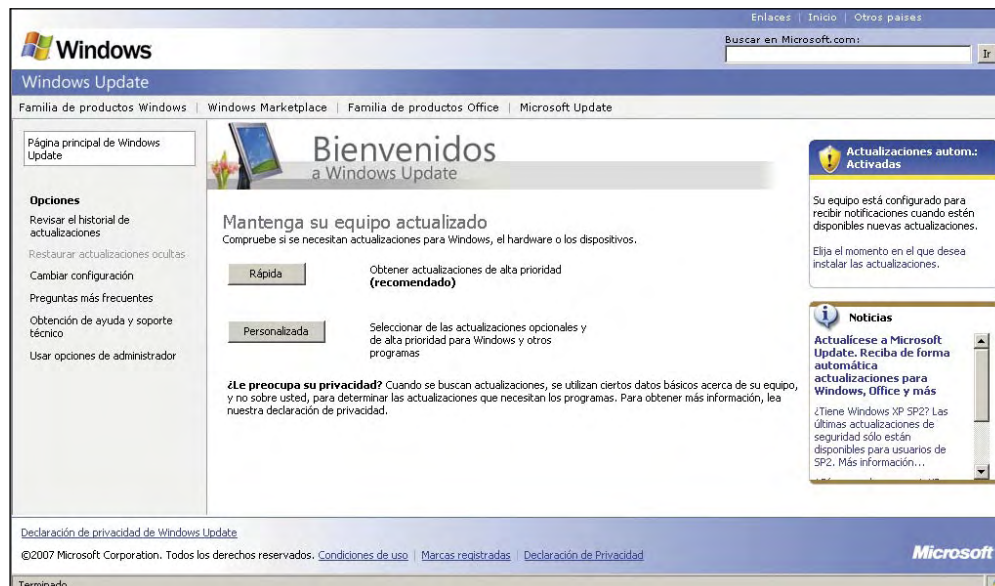 Enlaces | Inicio | Otros países
Windows
Buscar en Microsoft.com:
Ir
Windows Update
Familia de productos Windows | Windows Marketplace | Familia de productos Office | Microsoft Update
Página principal de Windows
Update
Opciones
Revisar el historial de
actualizaciones
Restaurar actualizaciones ocultas
Cambiar configuración
Preguntas más frecuentes
Obtención de ayuda y soporte
técnico
Usar opciones de administrador
Bienvenidos
a Windows Update
Mantenga su equipo actualizado
Compruebe si se necesitan actualizaciones para Windows, el hardware o los dispositivos.
Rápida
Obtener actualizaciones de alta prioridad
(recomendado)
Personalizada
Seleccionar de las actualizaciones opcionales y
de alta prioridad para Windows y otros
programas
¿Le preocupa su privacidad? Cuando se buscan actualizaciones, se utilizan ciertos datos básicos acerca de su equipo,
y no sobre usted, para determinar las actualizaciones que necesitan los programas. Para obtener más información, lea
nuestra declaración de privacidad.
Actualizaciones autom.:
Activadas
Su equipo está configurado para
recibir notificaciones cuando estén
disponibles nuevas actualizaciones.
Elija el momento en el que desea
instalar las actualizaciones.
Noticias
Actualícese a Microsoft
Update. Reciba de forma
automática
actualizaciones para
Windows, Office y más
¿Tiene Windows XP SP2? Las
últimas actualizaciones de
seguridad sólo están
disponibles para usuarios de
SP2. Más información...
Declaración de privacidad de Windows Update
©2007 Microsoft Corporation. Todos los derechos reservados. Condiciones de uso | Marcas registradas | Declaración de Privacidad
Microsoft
Terminado